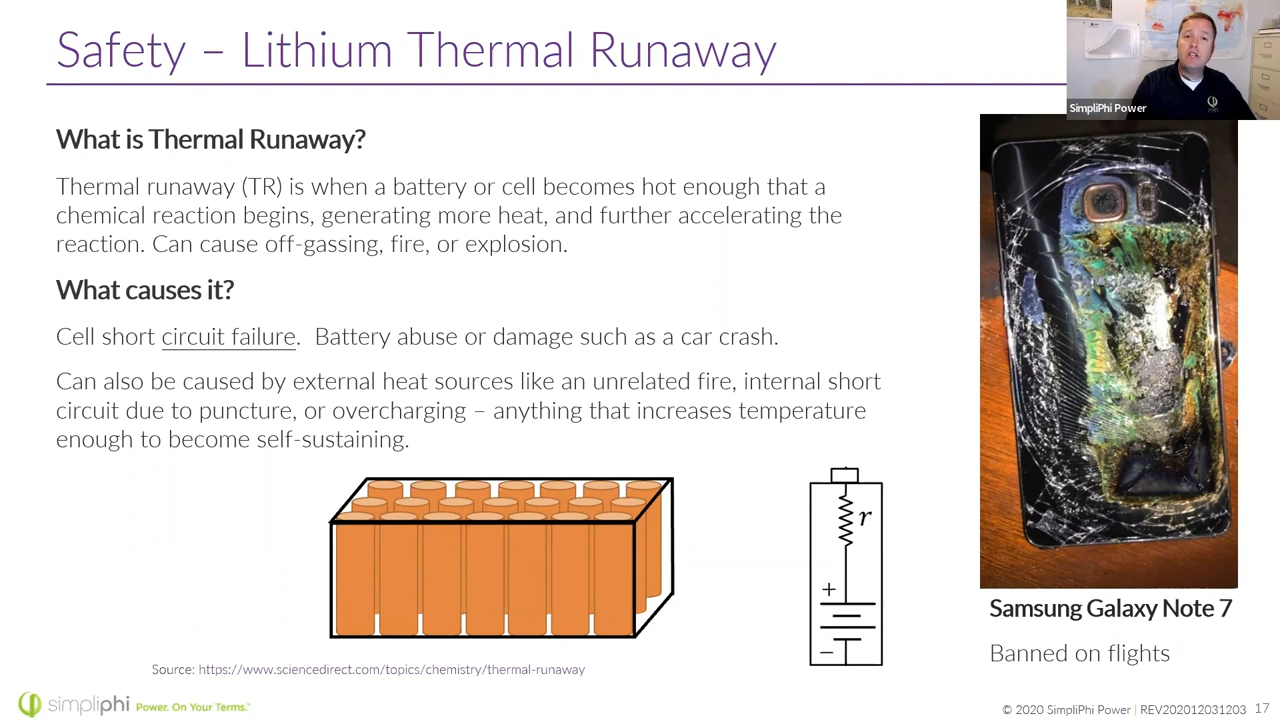 Safety – Lithium Thermal Runaway
SimpliPhi Power
What is Thermal Runaway?
Thermal runaway (TR) is when a battery or cell becomes hot enough that a
chemical reaction begins, generating more heat, and further accelerating the
reaction. Can cause off-gassing, fire, or explosion.
What causes it?
Cell short circuit failure.  Battery abuse or damage such as a car crash.
Can also be caused by external heat sources like an unrelated fire, internal short
circuit due to puncture, or overcharging – anything that increases temperature
enough to become self-sustaining.
r
+
–
Samsung Galaxy Note 7
Banned on flights
Source: https://www.sciencedirect.com/topics/chemistry/thermal-runaway
simpliphi Power. On Your Terms.™
© 2020 SimpliPhi Power | REV202012031203 17